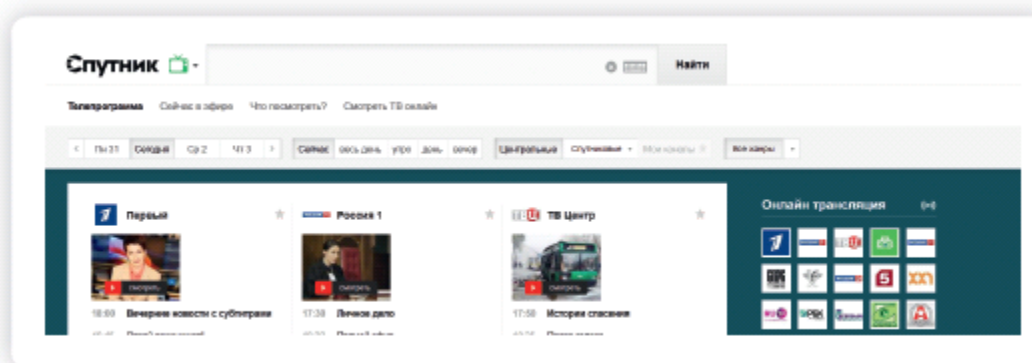 Спутник
Найти
Телепрограмма Сейчас в эфире Что посмотреть? Смотреть ТВ онлайн
Пн 31 Сегодня Ср 2 Чт 3 Сейчас весь день утро день вечер Центральные Спутниковые Мои каналы Все жанры
Первый Россия 1 ТВ Центр
Онлайн трансляция
смотреть смотреть смотреть
18:00 Вечерние новости с субтитрами 17:30 Личное дело 17:50 Истории спасения